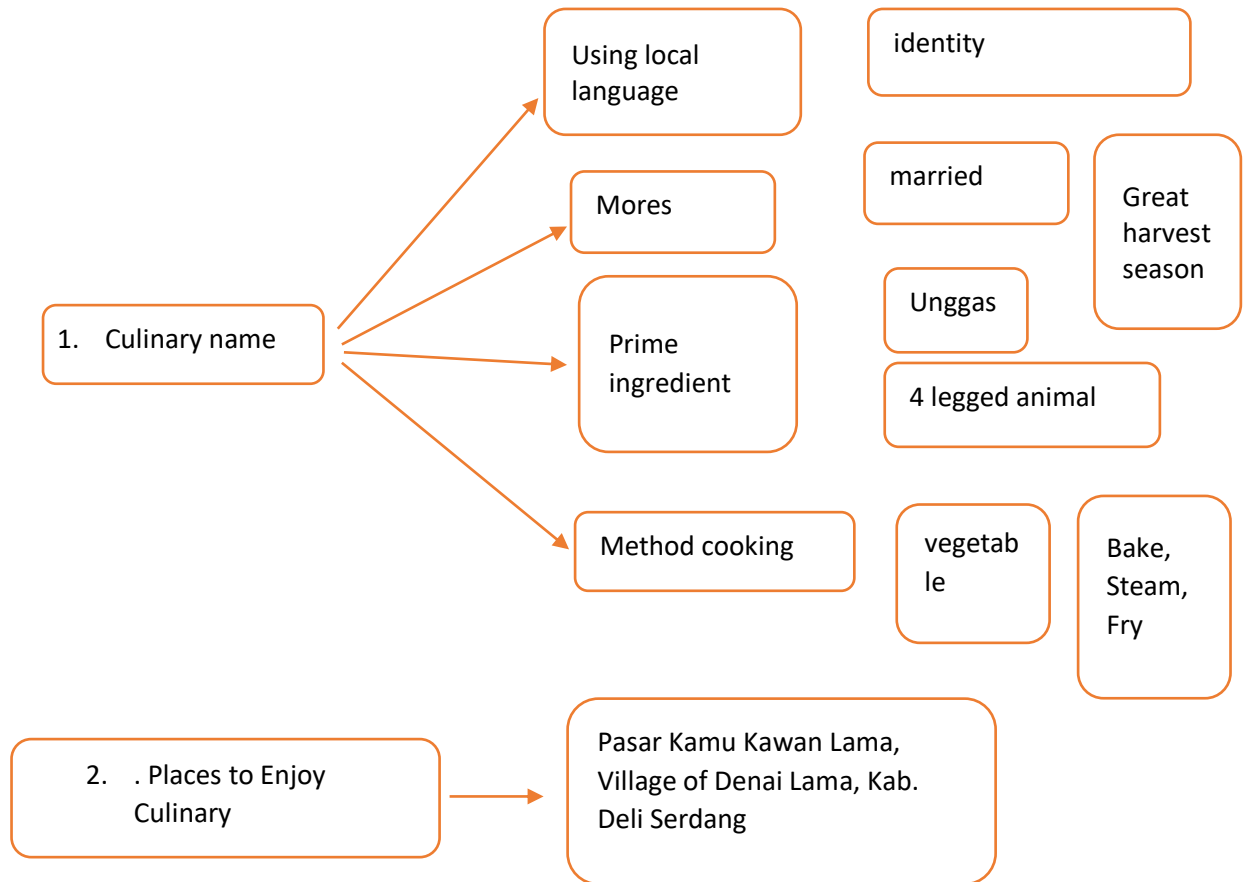 Using local
language
identity
Mores
married
Great
harvest
season
1. Culinary name
Prime
ingredient
Unggas
4 legged animal
Method cooking
vegetab
le
Bake,
Steam,
Fry
2. . Places to Enjoy
Culinary
Pasar Kamu Kawan Lama,
Village of Denai Lama, Kab.
Deli Serdang